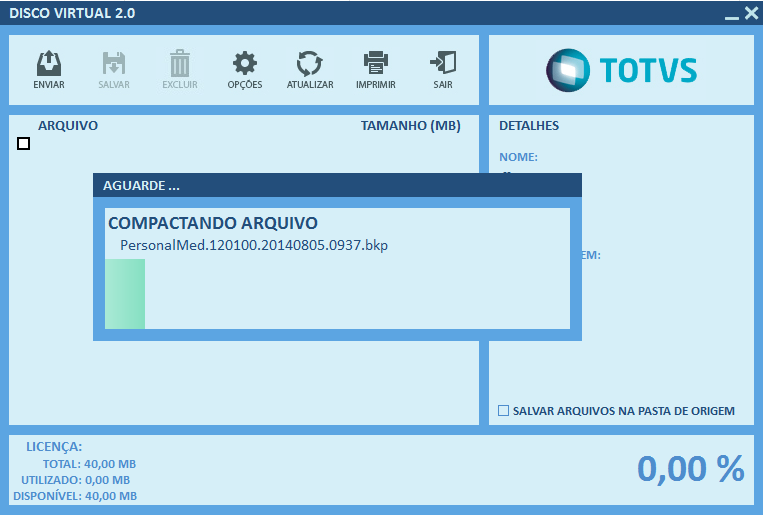 DISCO VIRTUAL 2.0
ENVIAR SALVAR EXCLUIR OPÇÕES ATUALIZAR IMPRIMIR SAIR
TOTVS
ARQUIVO TAMANHO (MB)
DETALHES
NOME:
AGUARDE ...
COMPACTANDO ARQUIVO
PersonalMed.120100.20140805.0937.bkp
EM:
SALVAR ARQUIVOS NA PASTA DE ORIGEM
LICENÇA:
TOTAL: 40,00 MB
UTILIZADO: 0,00 MB
DISPONÍVEL: 40,00 MB
0,00 %